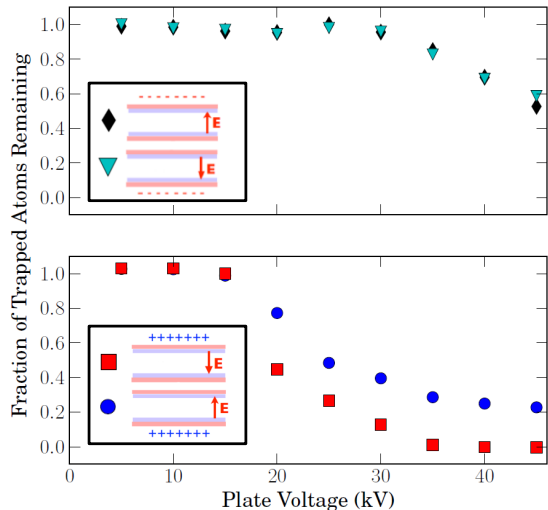 Fraction of Trapped Atoms Remaining
1.0
0.8
0.6
0.4
0.2
0.0
- - - - - - -
E
E
- - - - - - -
1.0
0.8
0.6
0.4
0.2
0.0
+++++++
E
E
+++++++
0 10 20 30 40
Plate Voltage (kV)